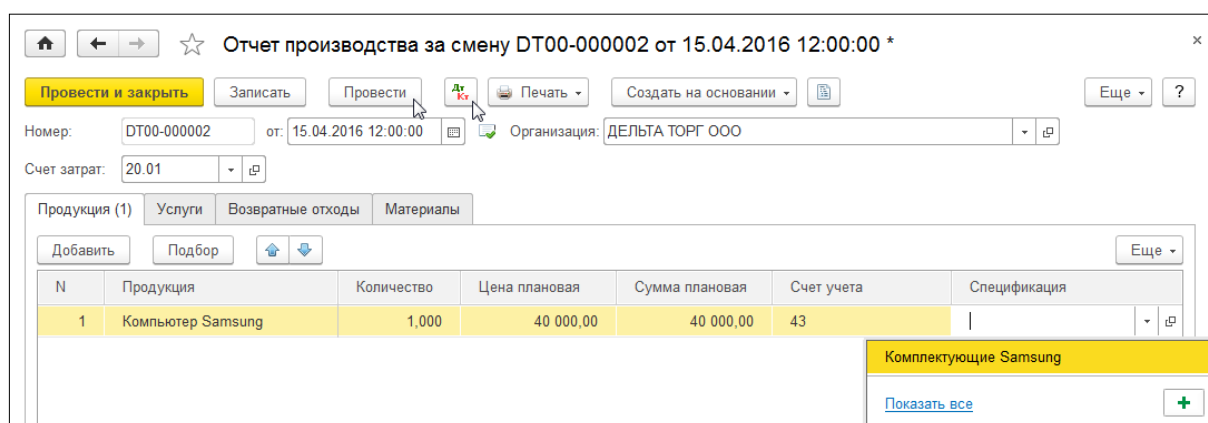 Отчет производства за смену DT00-000002 от 15.04.2016 12:00:00 *
Провести и закрыть Записать Провести Дт Кт Печать Создать на основании Еще ?
Номер: DT00-000002 от: 15.04.2016 12:00:00 Организация: ДЕЛЬТА ТОРГ ООО
Счет затрат: 20.01
Продукция (1) Услуги Возвратные отходы Материалы
Добавить Подбор Еще
N Продукция Количество Цена плановая Сумма плановая Счет учета Спецификация
1 Компьютер Samsung 1,000 40 000,00 40 000,00 43
Комплектующие Samsung
Показать все